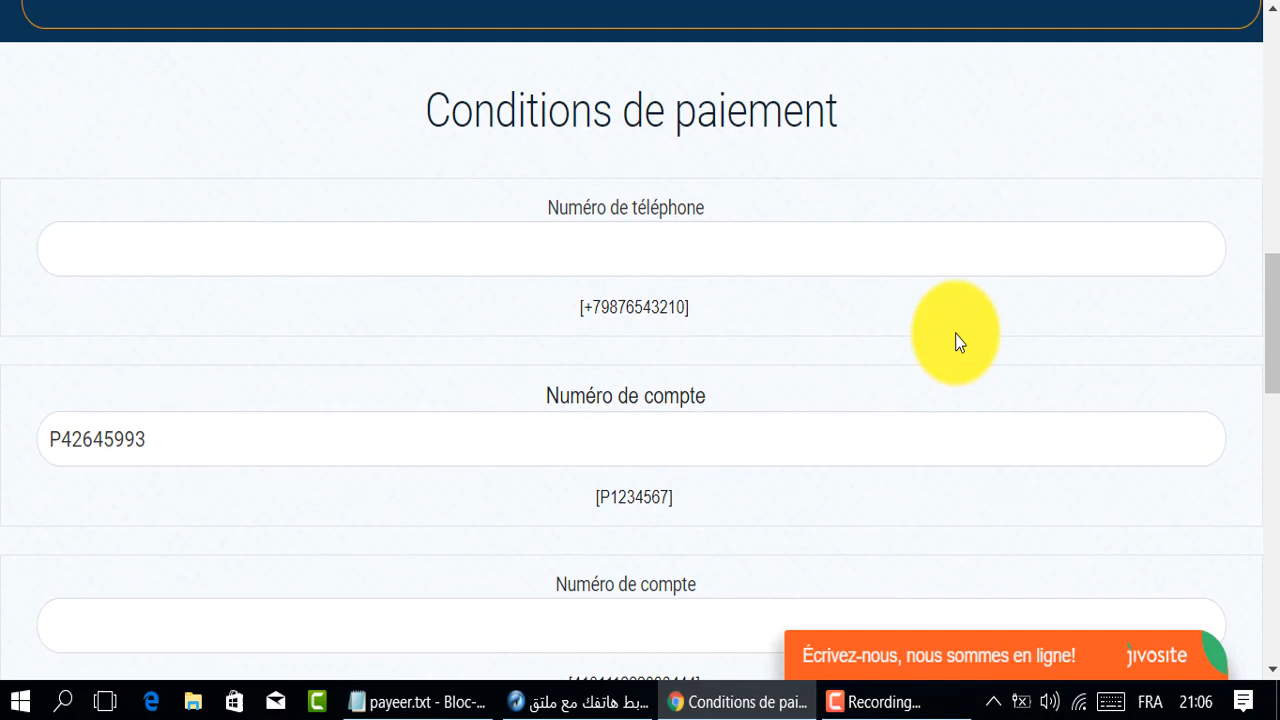 Conditions de paiement
Numéro de téléphone
[+79876543210]
Numéro de compte
P42645993
[P1234567]
Numéro de compte
Écrivez-nous, nous sommes en ligne! jivosite
payeer.txt - Bloc-...
...بط هاتفك مع ملتق
Conditions de pai...
Recording...
FRA
21:06